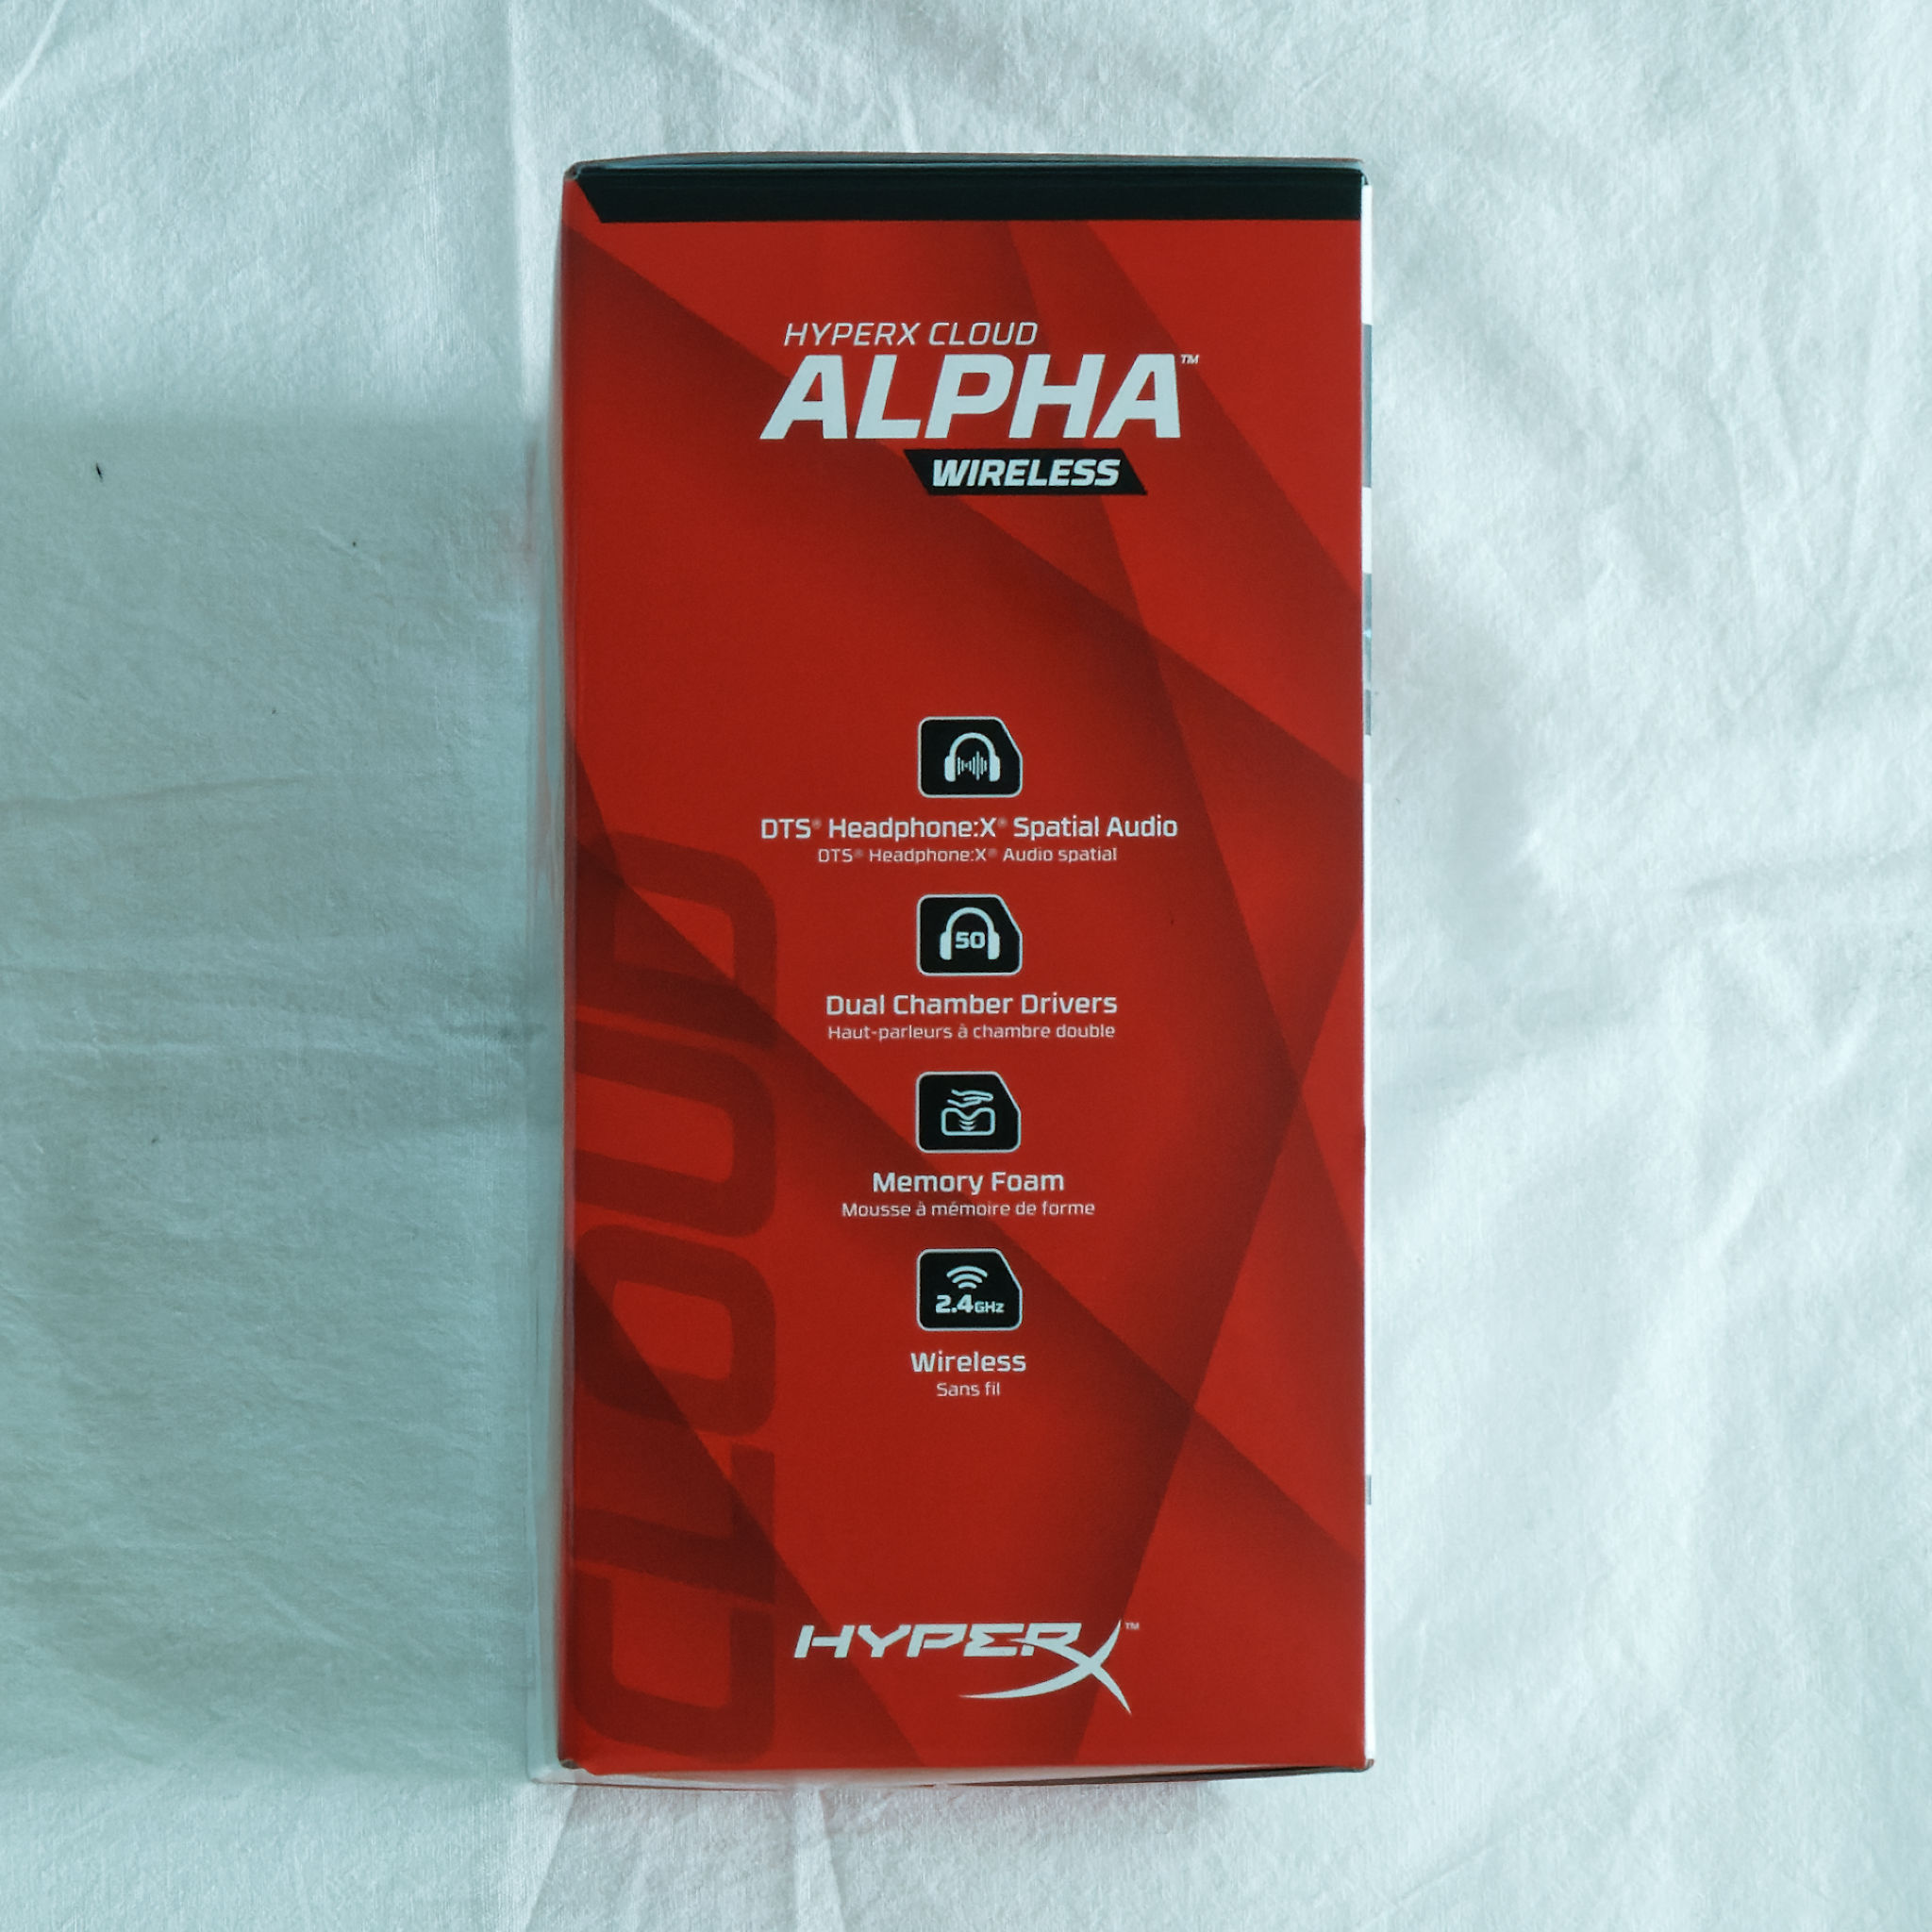 HYPERX CLOUD
ALPHA™
WIRELESS
DTS® Headphone:X® Spatial Audio
DTS® Headphone:X® Audio spatial
50
Dual Chamber Drivers
Haut-parleurs à chambre double
Memory Foam
Mousse à mémoire de forme
2.4GHz
Wireless
Sans fil
CLOUD
HYPERX™